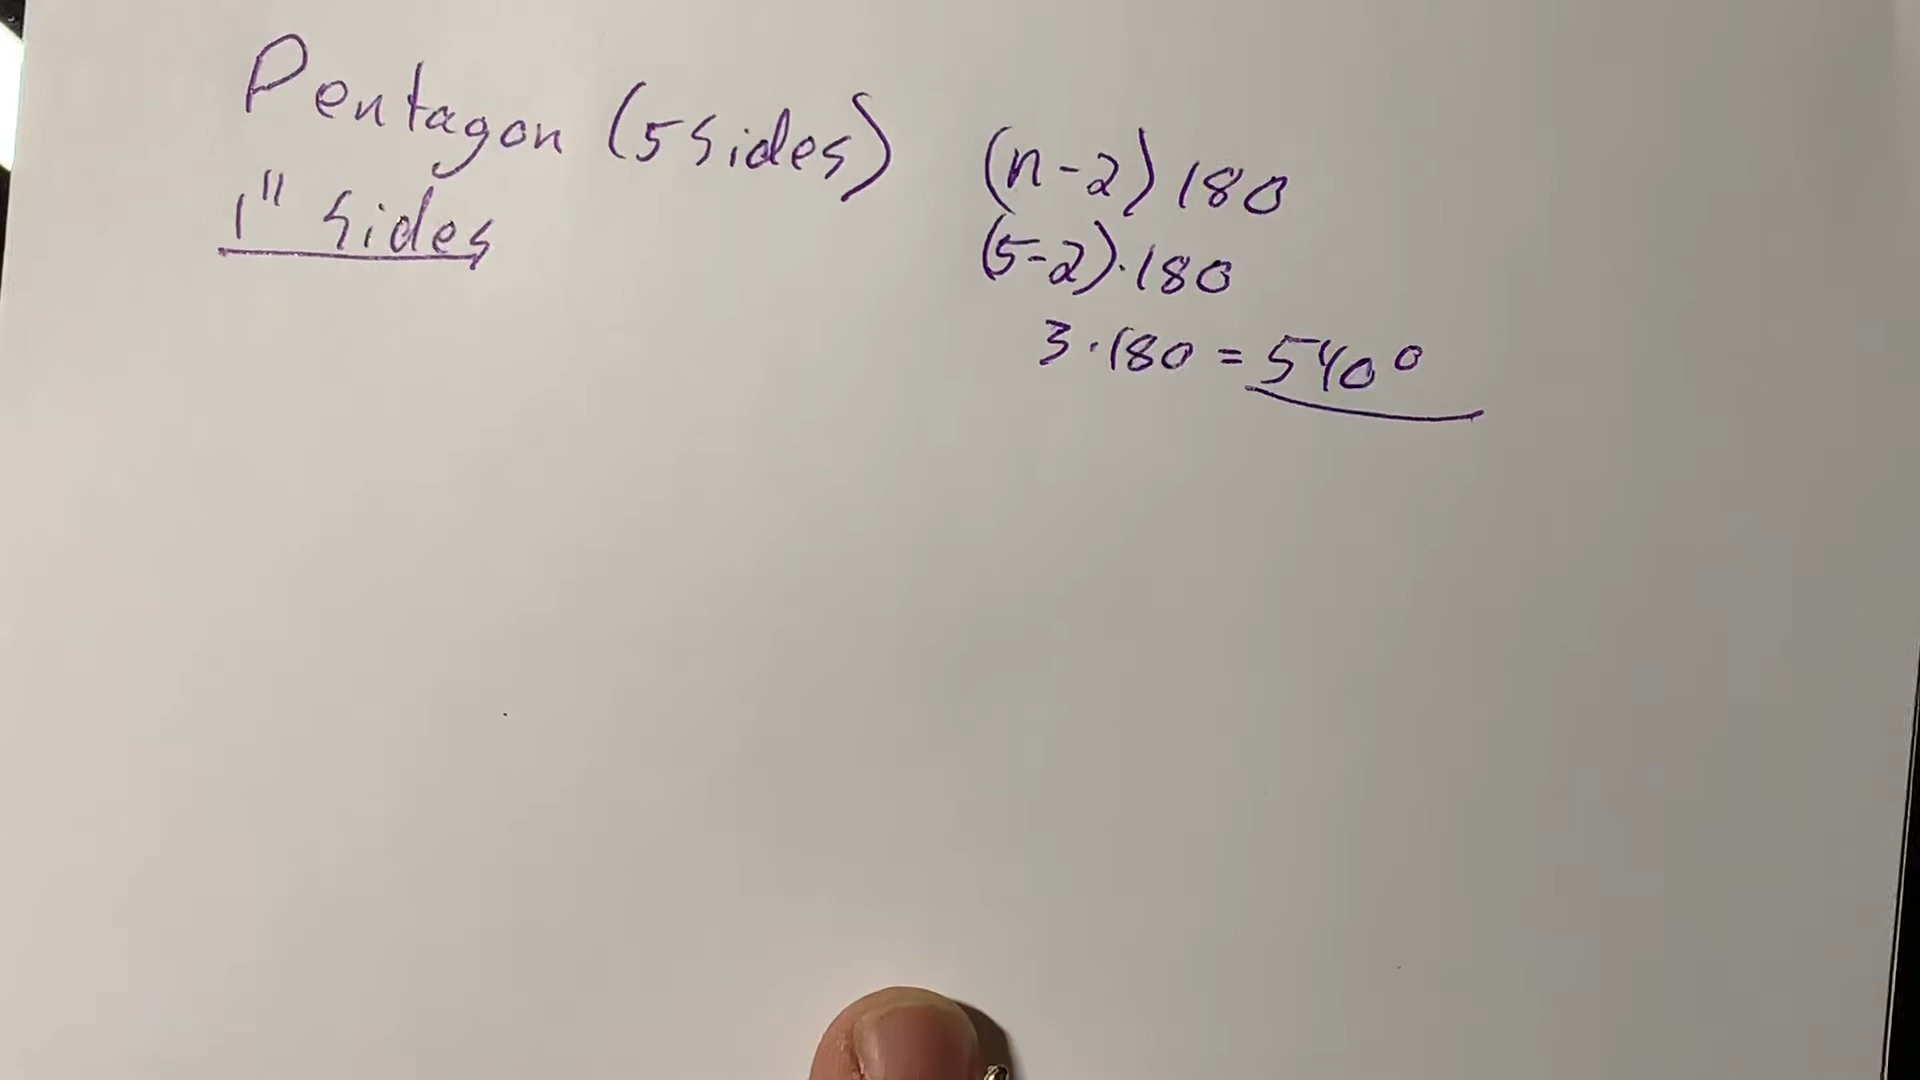 Pentagon (5 Sides)
1" Sides
(n-2) 180
(5-2)·180
3·180 = 540°